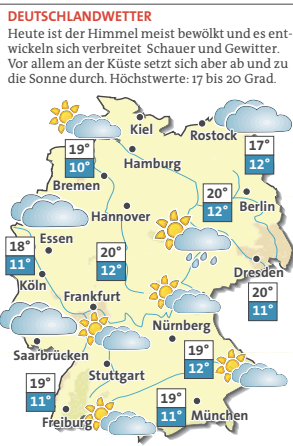 DEUTSCHLANDWETTER
Heute ist der Himmel meist bewölkt und es ent-
wickeln sich verbreitet Schauer und Gewitter.
Vor allem an der Küste setzt sich aber ab und zu
die Sonne durch. Höchstwerte: 17 bis 20 Grad.
Kiel
Rostock
17°
12°
19°
10°
Hamburg
Bremen
20°
12°
Berlin
Hannover
18°
11°
Essen
20°
12°
Köln
Dresden
Frankfurt
20°
11°
Nürnberg
Saarbrücken
19°
12°
Stuttgart
19°
11°
19°
11°
Freiburg
München